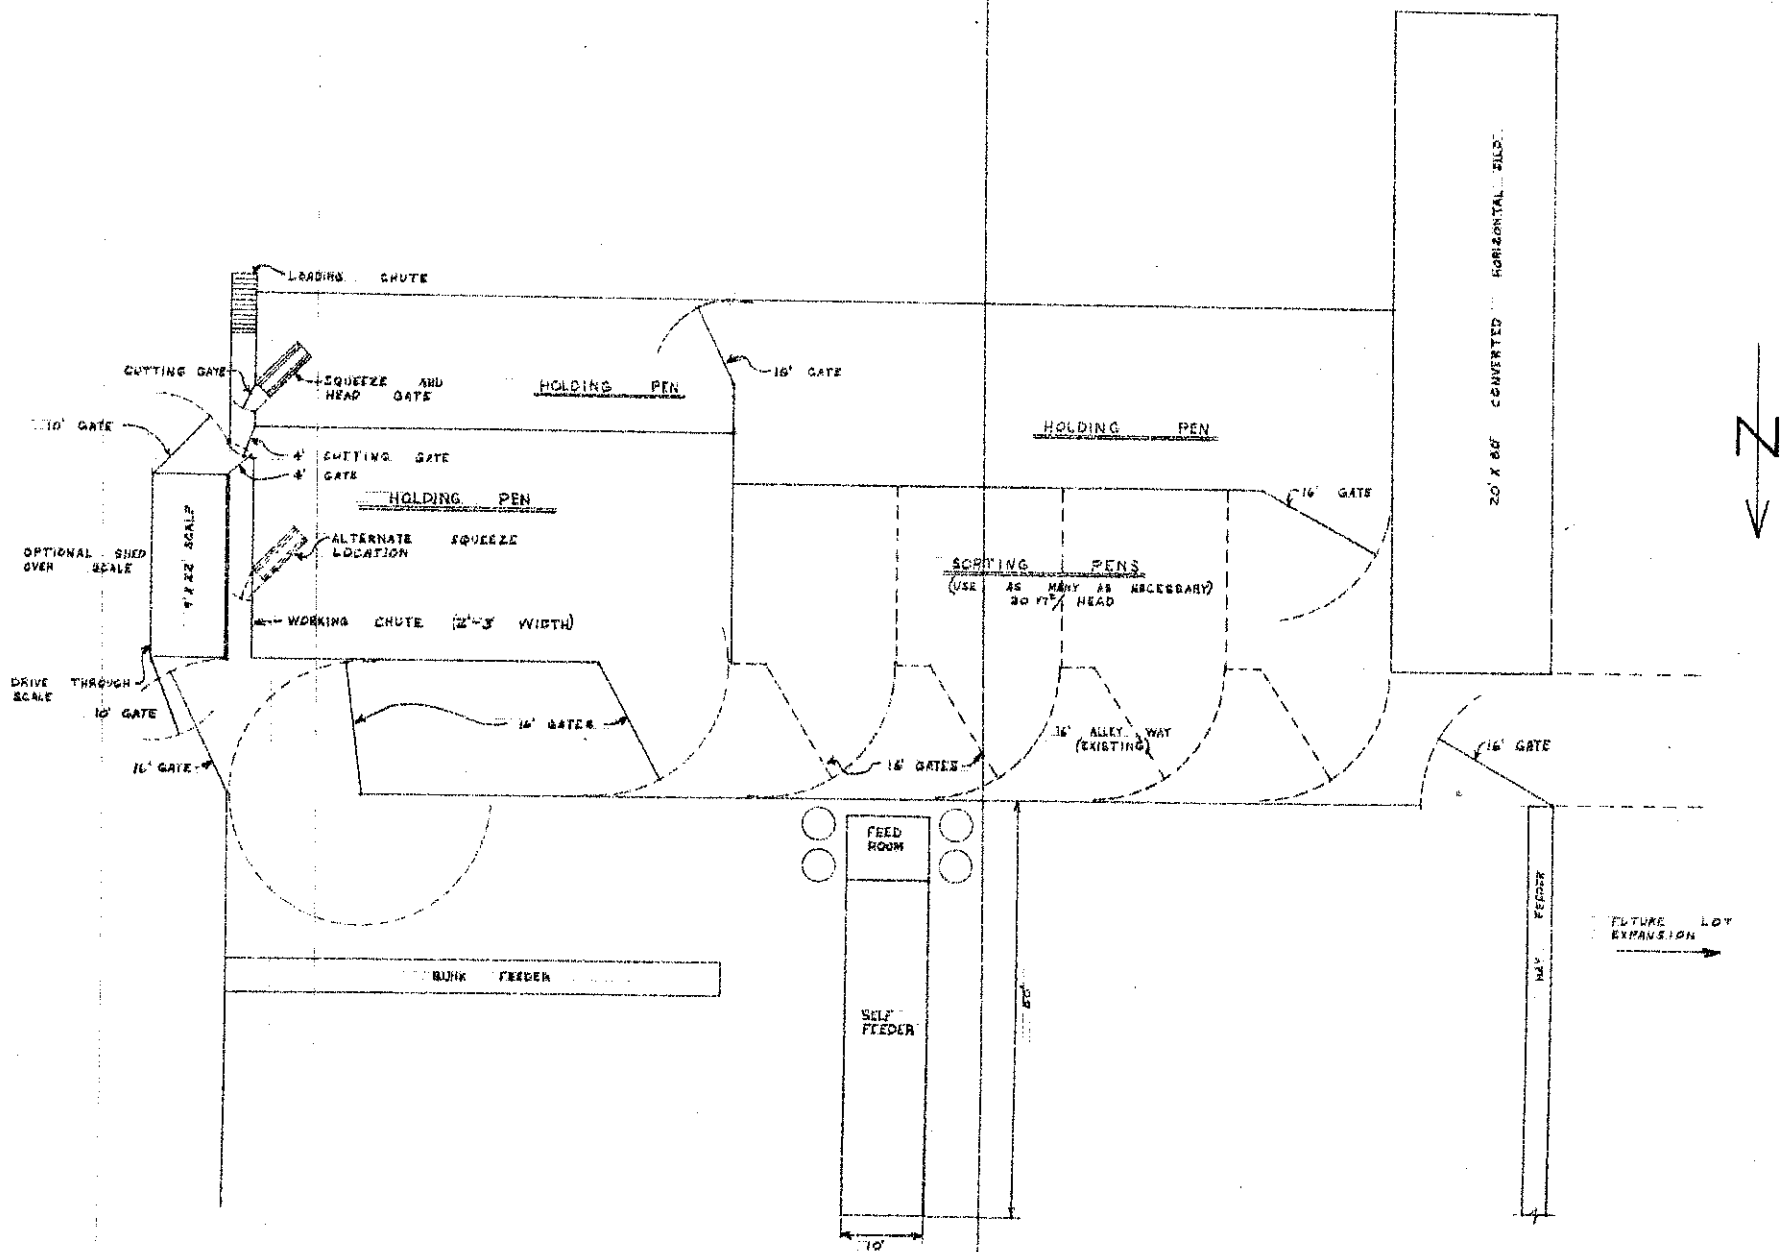 LOADING CHUTE
CUTTING GATE
SQUEEZE AND
HEAD GATE
HOLDING PEN
16' GATE
10' GATE
4' CUTTING GATE
4' GATE
HOLDING PEN
HOLDING PEN
16' GATE
20' X 80' CONVERTED HORIZONTAL SILO
N
OPTIONAL SHED
OVER SCALE
9' X 22' SCALE
ALTERNATE SQUEEZE
LOCATION
SORTING PENS
(USE AS MANY AS NECESSARY)
20 FT²/ HEAD
WORKING CHUTE (2'-3" WIDTH)
DRIVE THROUGH
SCALE
10' GATE
16' GATE
16' GATES
16' GATES
16' ALLEY WAY
(EXISTING)
16' GATE
FEED
ROOM
HAY FEEDER
FUTURE LOT
EXPANSION
BUNK FEEDER
SELF
FEEDER
10'